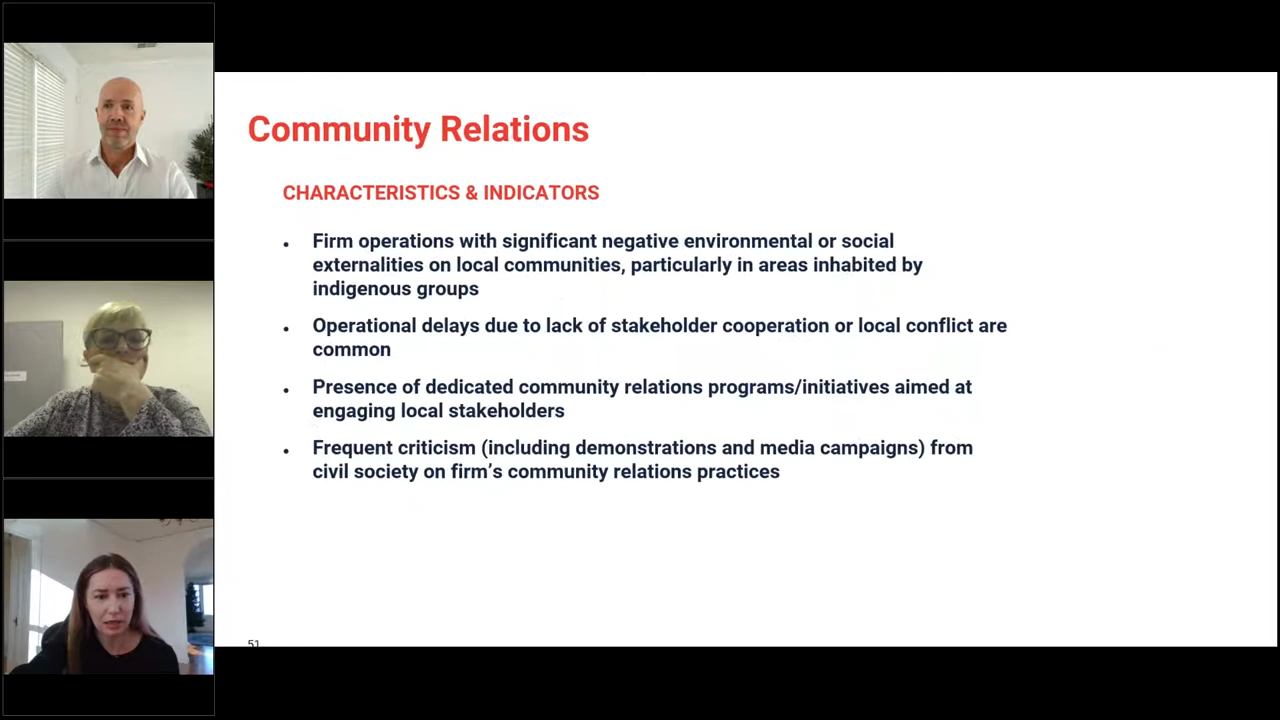 Community Relations
CHARACTERISTICS & INDICATORS
• Firm operations with significant negative environmental or social
externalities on local communities, particularly in areas inhabited by
indigenous groups
• Operational delays due to lack of stakeholder cooperation or local conflict are
common
• Presence of dedicated community relations programs/initiatives aimed at
engaging local stakeholders
• Frequent criticism (including demonstrations and media campaigns) from
civil society on firm’s community relations practices
51